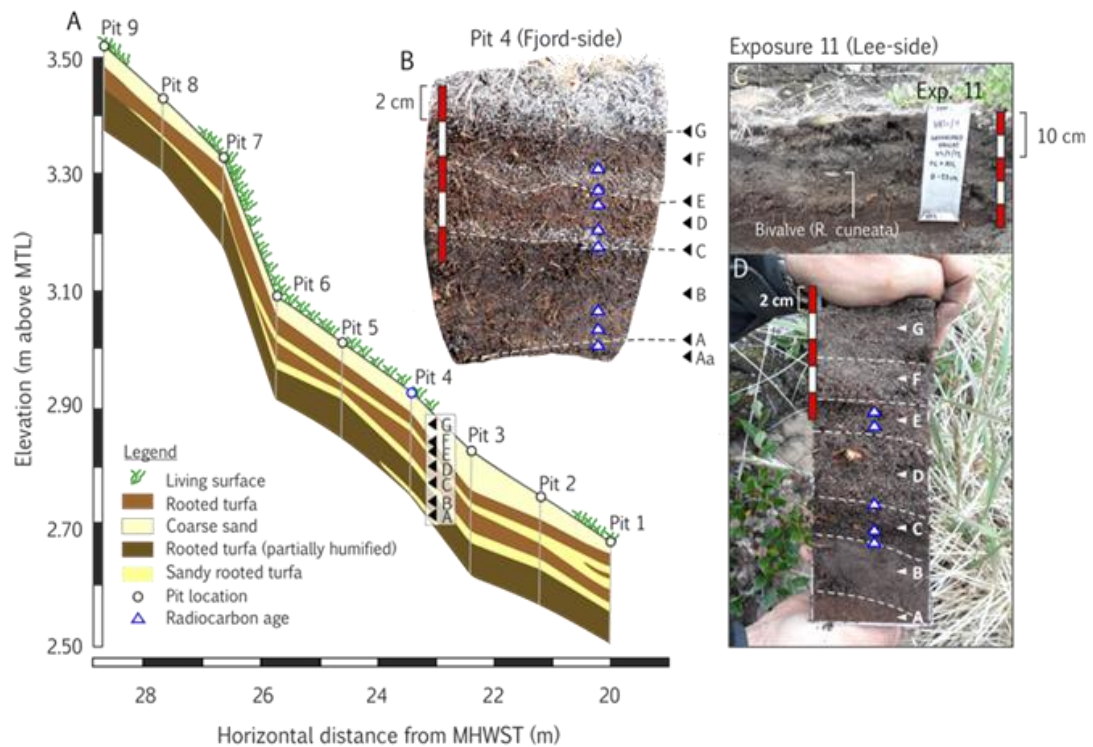 A
Pit 9
Pit 8
Pit 7
Pit 6
Pit 5
Pit 4
Pit 3
Pit 2
Pit 1
3.50
3.30
3.10
2.90
2.70
2.50
Elevation (m above MTL)
G
F
E
D
C
B
A
Legend
Living surface
Rooted turfa
Coarse sand
Rooted turfa (partially humified)
Sandy rooted turfa
Pit location
Radiocarbon age
28
26
24
22
20
Horizontal distance from MHWST (m)
Pit 4 (Fjord-side)
B
2 cm
G
F
E
D
C
B
A
Aa
Exposure 11 (Lee-side)
C
Exp. 11
10 cm
Bivalve (R. cuneata)
D
2 cm
G
F
E
D
C
B
A